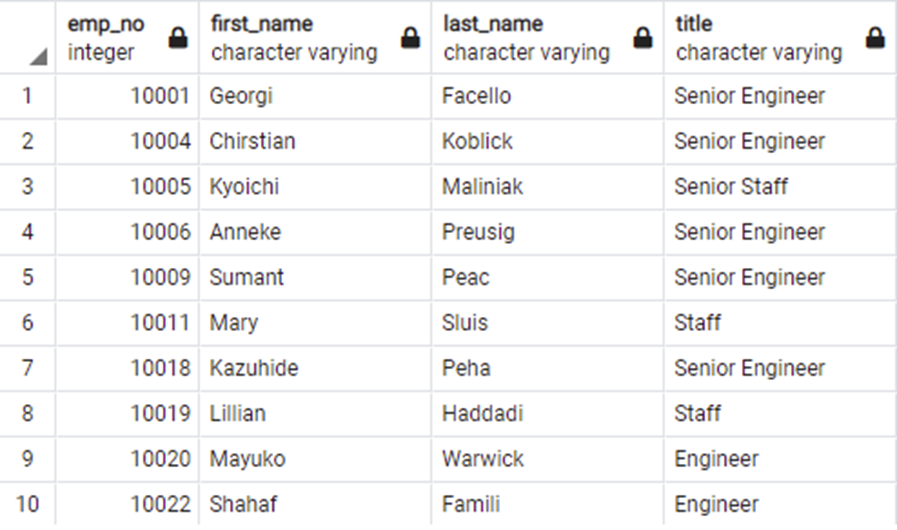 emp_no first_name last_name title
integer character varying character varying character varying
1 10001 Georgi Facello Senior Engineer
2 10004 Chirstian Koblick Senior Engineer
3 10005 Kyoichi Maliniak Senior Staff
4 10006 Anneke Preusig Senior Engineer
5 10009 Sumant Peac Senior Engineer
6 10011 Mary Sluis Staff
7 10018 Kazuhide Peha Senior Engineer
8 10019 Lillian Haddadi Staff
9 10020 Mayuko Warwick Engineer
10 10022 Shahaf Famili Engineer